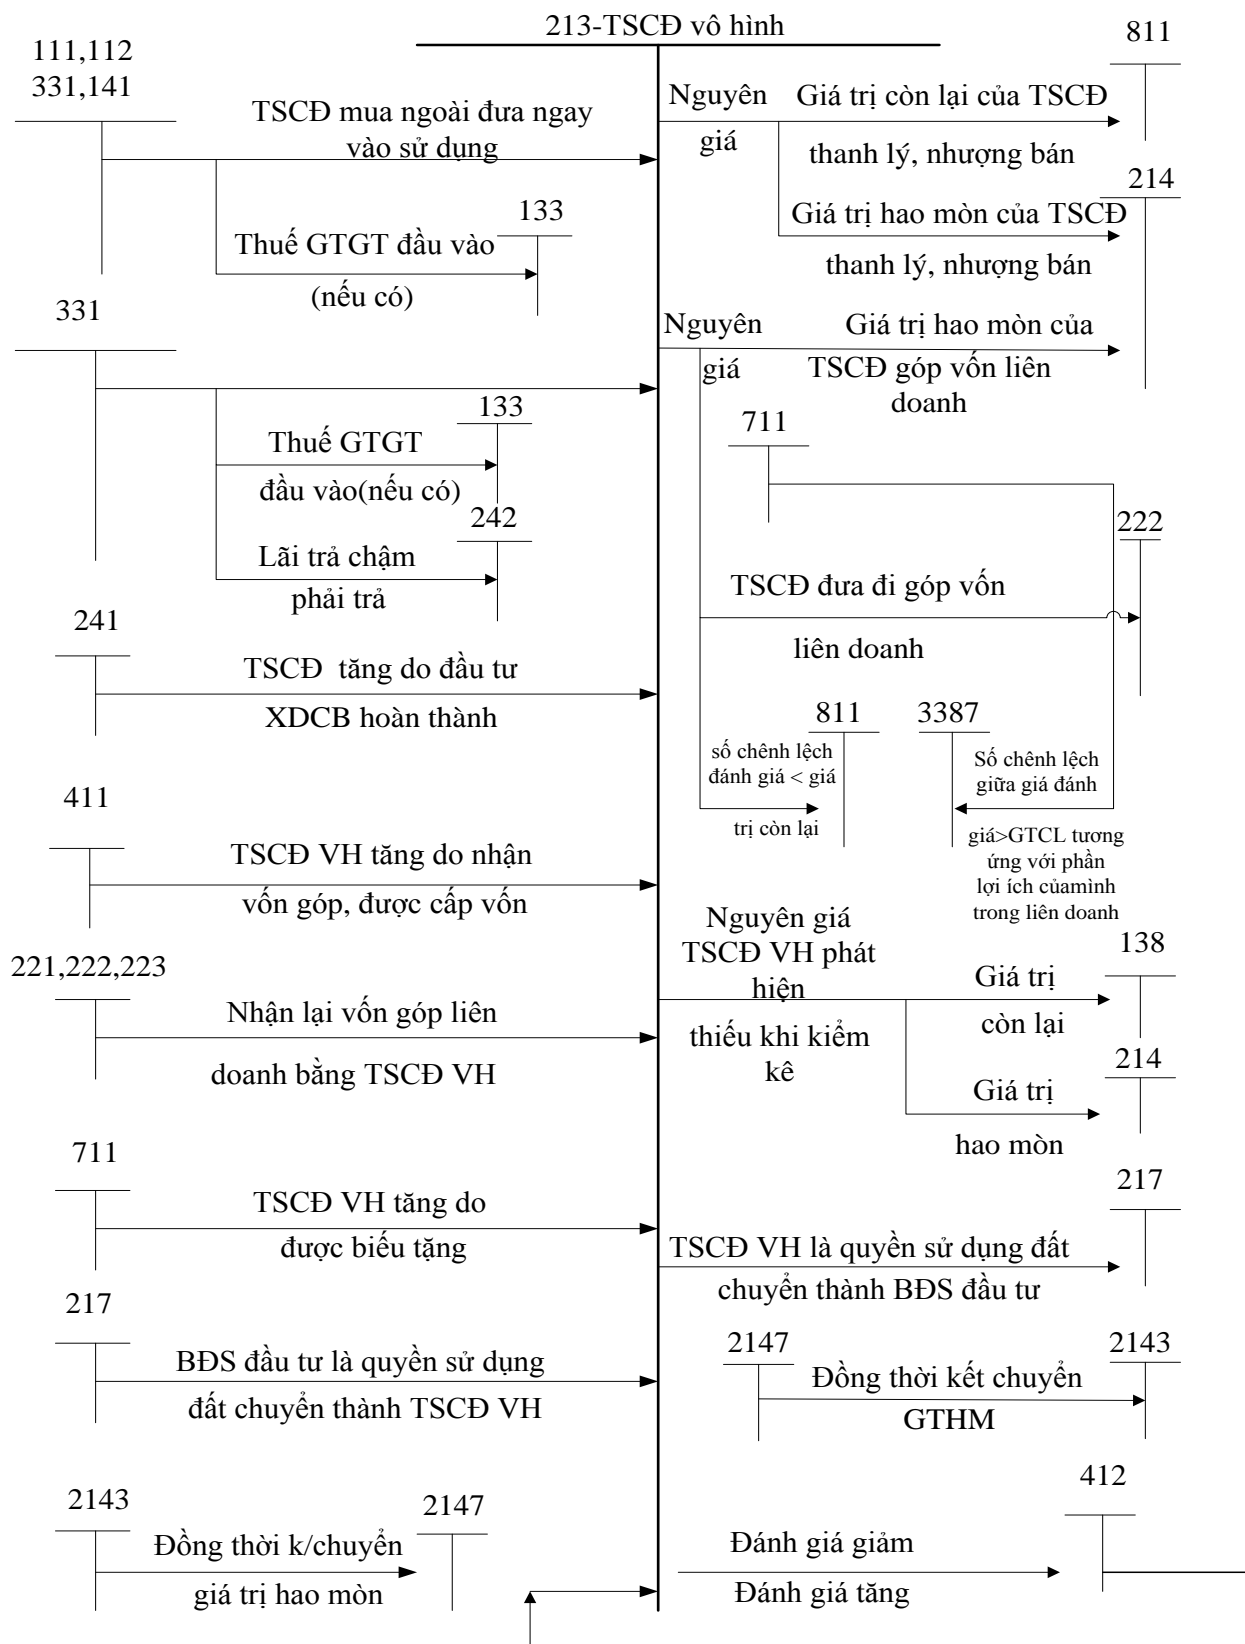 213-TSCĐ vô hình
111,112
331,141
TSCĐ mua ngoài đưa ngay
vào sử dụng
133
Thuế GTGT đầu vào
(nếu có)
331
133
Thuế GTGT
đầu vào(nếu có)
242
Lãi trả chậm
phải trả
241
TSCĐ  tăng do đầu tư
XDCB hoàn thành
411
TSCĐ VH tăng do nhận
vốn góp, được cấp vốn
221,222,223
Nhận lại vốn góp liên
doanh bằng TSCĐ VH
711
TSCĐ VH tăng do
được biếu tặng
217
BĐS đầu tư là quyền sử dụng
đất chuyển thành TSCĐ VH
2143
2147
Đồng thời k/chuyển
giá trị hao mòn
811
Nguyên
giá
Giá trị còn lại của TSCĐ
thanh lý, nhượng bán
214
Giá trị hao mòn của TSCĐ
thanh lý, nhượng bán
Nguyên
giá
Giá trị hao mòn của
TSCĐ góp vốn liên
doanh
711
222
TSCĐ đưa đi góp vốn
liên doanh
811
3387
số chênh lệch
đánh giá < giá
trị còn lại
Số chênh lệch
giữa giá đánh
giá>GTCL tương
ứng với phần
lợi ích củamình
trong liên doanh
Nguyên giá
TSCĐ VH phát
hiện
thiếu khi kiểm
kê
138
Giá trị
còn lại
214
Giá trị
hao mòn
217
TSCĐ VH là quyền sử dụng đất
chuyển thành BĐS đầu tư
2147
2143
Đồng thời kết chuyển
GTHM
412
Đánh giá giảm
Đánh giá tăng